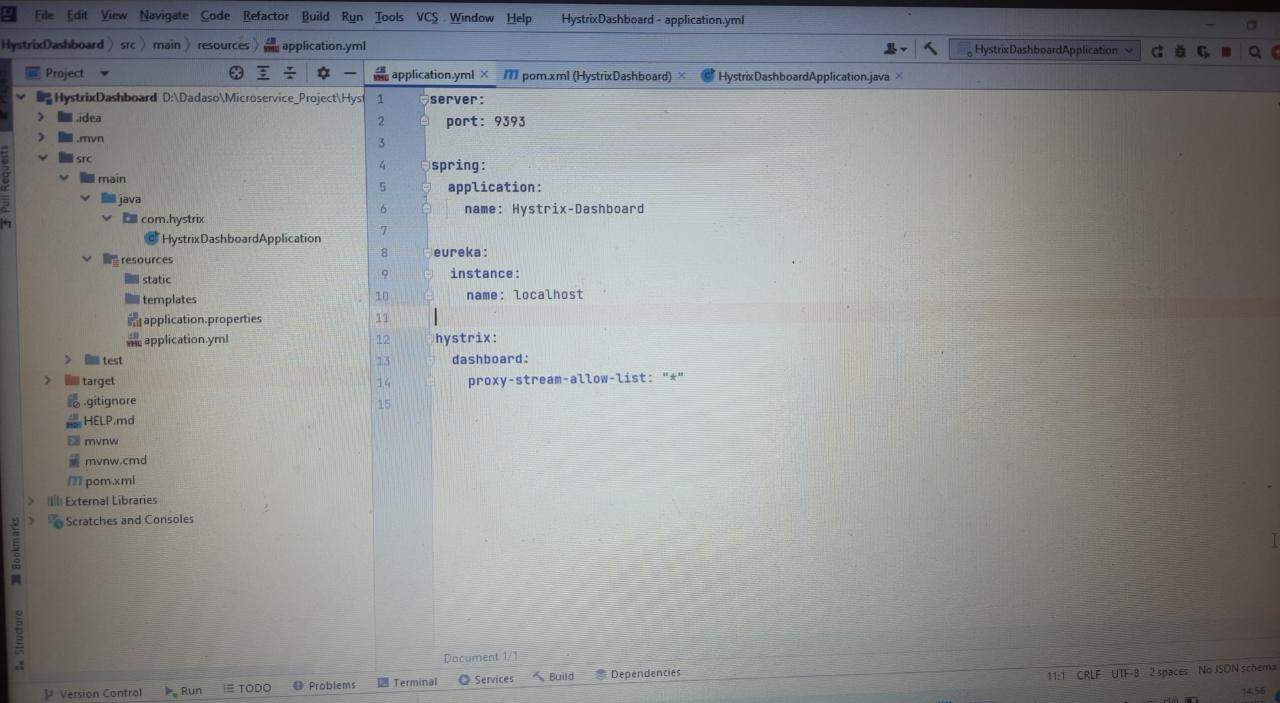 File Edit View Navigate Code Refactor Build Run Tools VCS Window Help HystrixDashboard - application.yml
HystrixDashboard src main resources application.yml
HystrixDashboardApplication
Project
application.yml
pom.xml (HystrixDashboard)
HystrixDashboardApplication.java
HystrixDashboard D:\Dadaso\Microservice_Project\Hyst
.idea
.mvn
src
main
java
com.hystrix
HystrixDashboardApplication
resources
static
templates
application.properties
application.yml
test
target
.gitignore
HELP.md
mvnw
mvnw.cmd
pom.xml
External Libraries
Scratches and Consoles
Pull Requests
Bookmarks
Structure
1 server:
2 port: 9393
3
4 spring:
5 application:
6 name: Hystrix-Dashboard
7
8 eureka:
9 instance:
10 name: localhost
11
12 hystrix:
13 dashboard:
14 proxy-stream-allow-list: "*"
15
Document 1/1
Version Control Run TODO Problems Terminal Services Build Dependencies
11:1 CRLF UTF-8 2 spaces No JSON schema
14:56